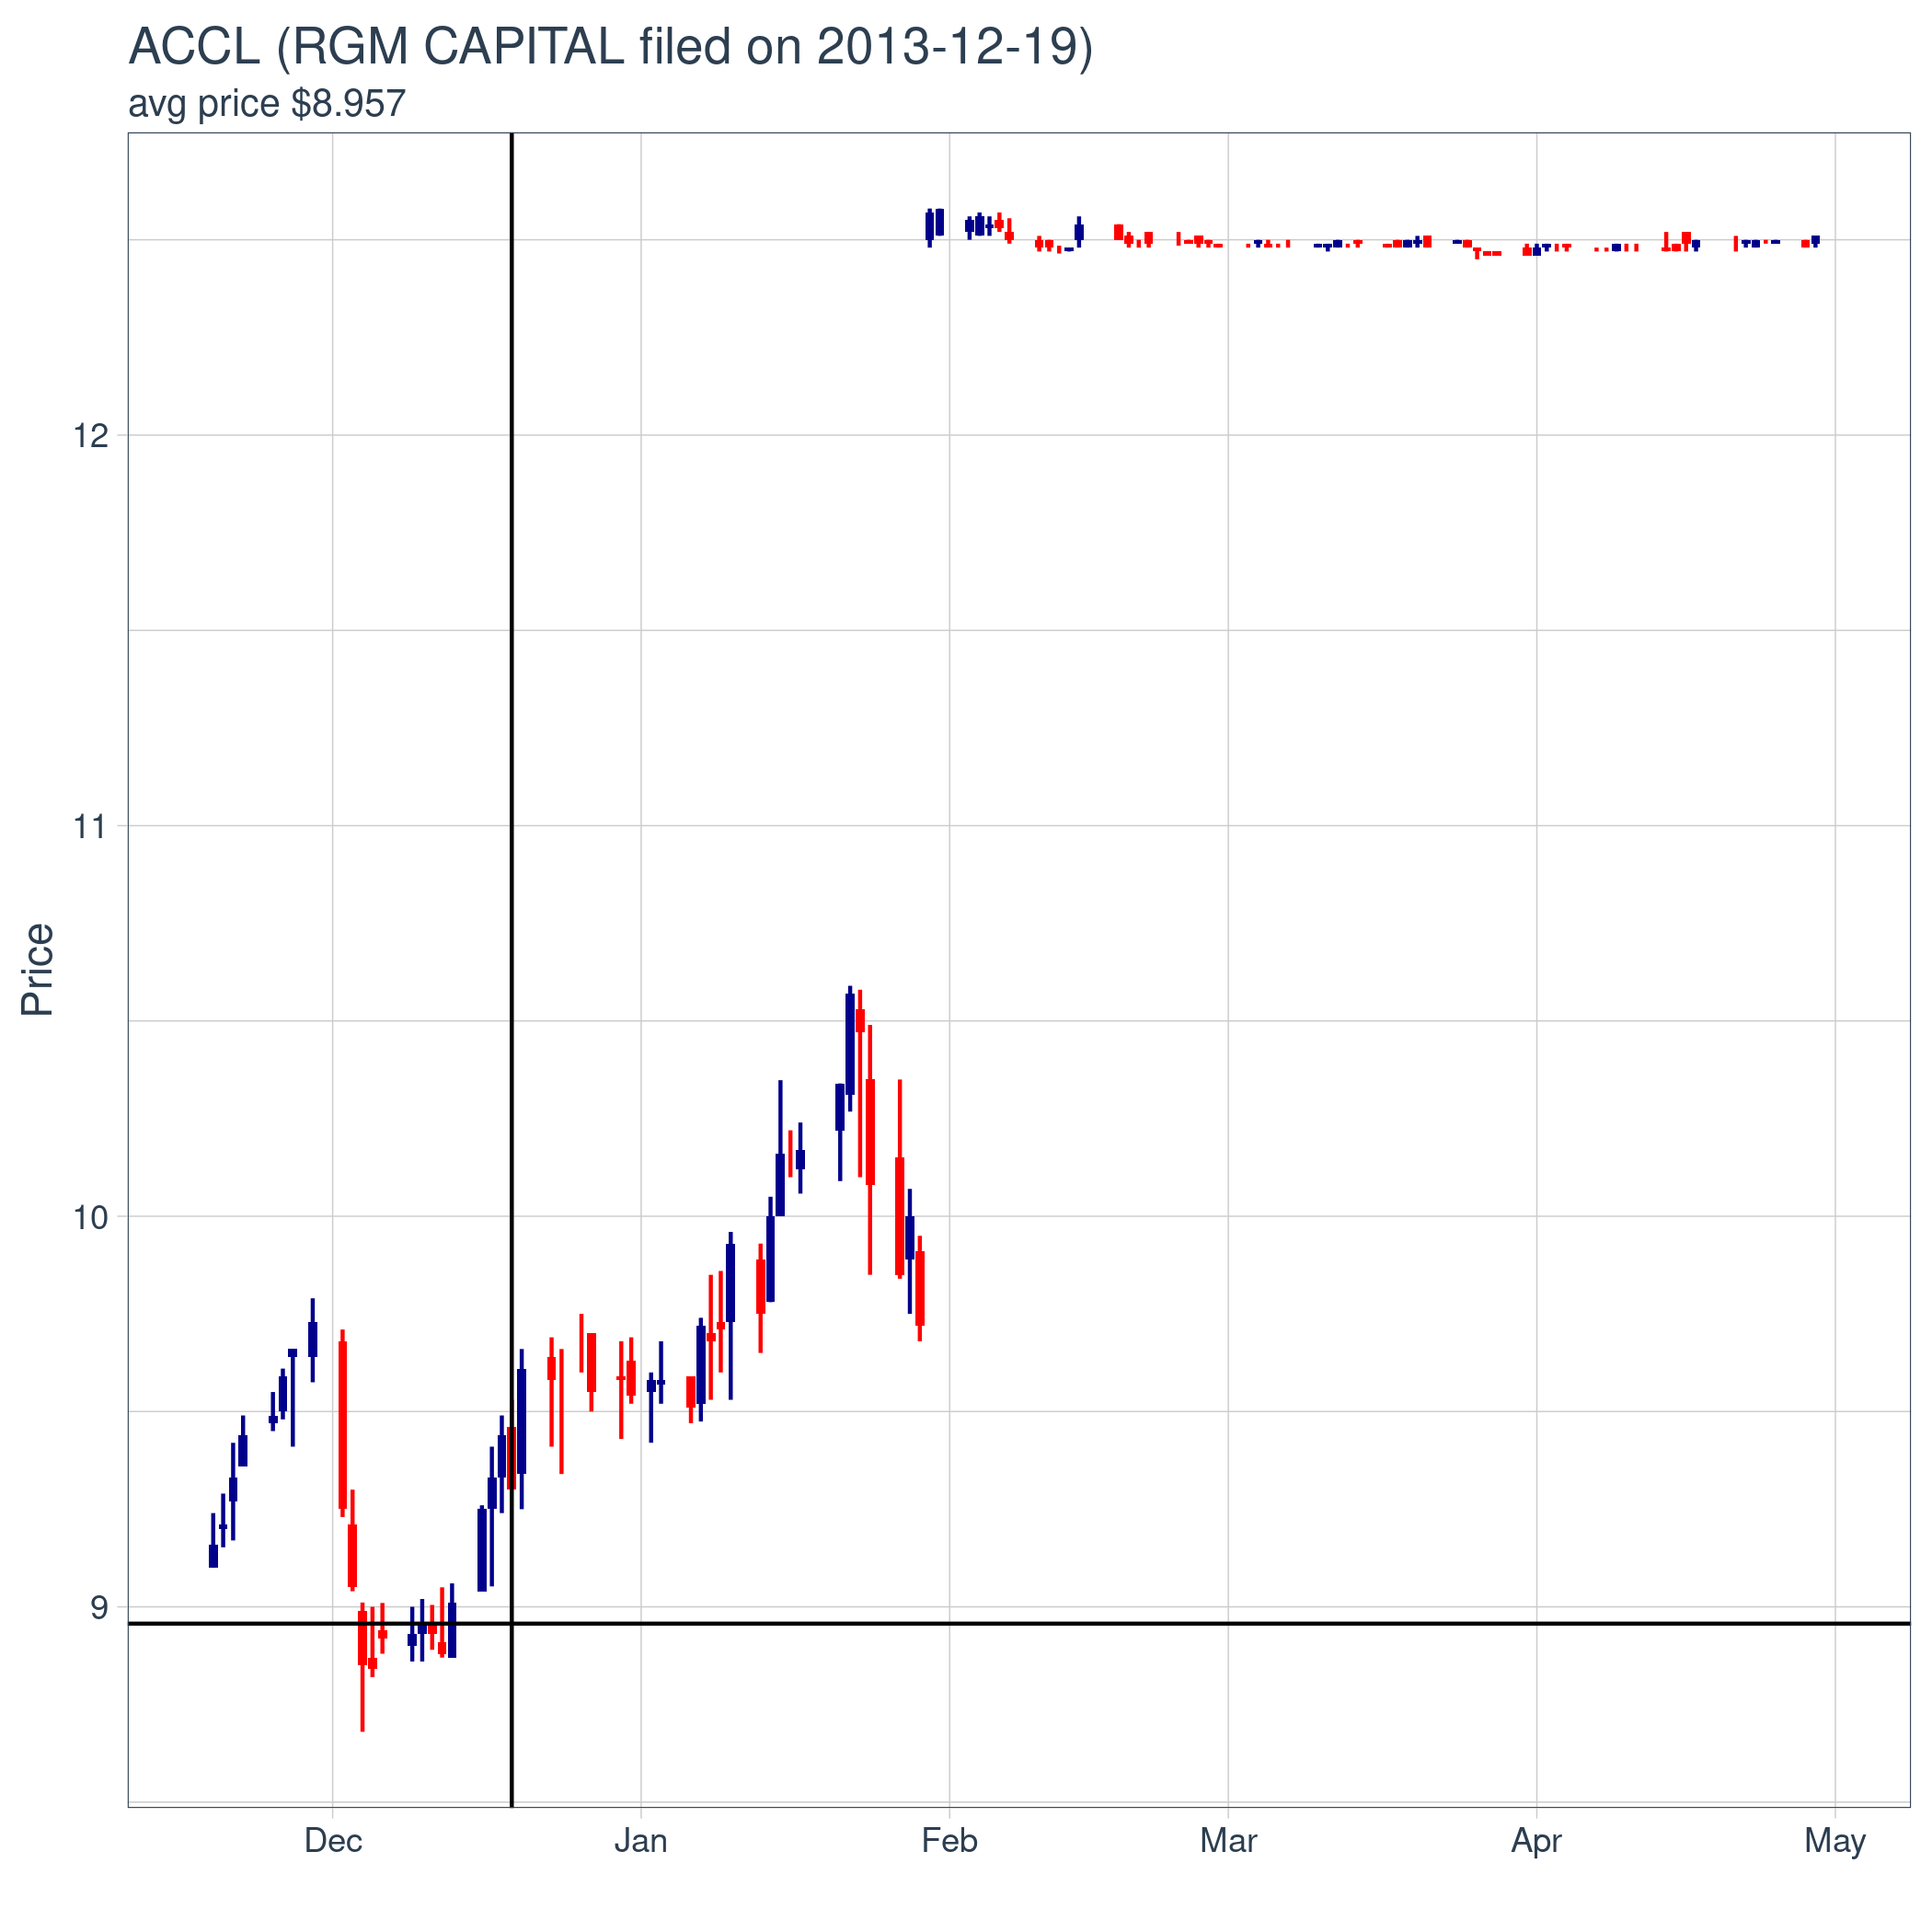 ACCL (RGM CAPITAL filed on 2013-12-19)
avg price $8.957
12
11
10
9
Price
Dec Jan Feb Mar Apr May